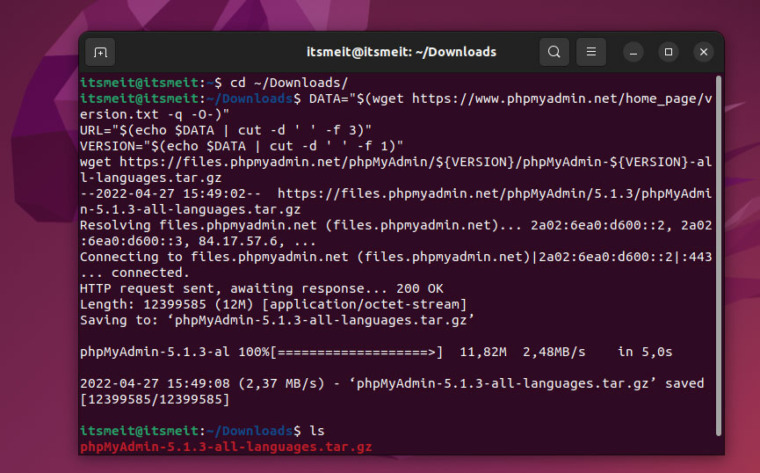 itsmeit@itsmeit: ~/Downloads
itsmeit@itsmeit:~$ cd ~/Downloads/
itsmeit@itsmeit:~/Downloads$ DATA="$(wget https://www.phpmyadmin.net/home_page/v
ersion.txt -q -O-)"
URL="$(echo $DATA | cut -d ' ' -f 3)"
VERSION="$(echo $DATA | cut -d ' ' -f 1)"
wget https://files.phpmyadmin.net/phpMyAdmin/${VERSION}/phpMyAdmin-${VERSION}-al
l-languages.tar.gz
--2022-04-27 15:49:02--  https://files.phpmyadmin.net/phpMyAdmin/5.1.3/phpMyAdmi
n-5.1.3-all-languages.tar.gz
Resolving files.phpmyadmin.net (files.phpmyadmin.net)... 2a02:6ea0:d600::2, 2a02
:6ea0:d600::3, 84.17.57.6, ...
Connecting to files.phpmyadmin.net (files.phpmyadmin.net)|2a02:6ea0:d600::2|:443
... connected.
HTTP request sent, awaiting response... 200 OK
Length: 12399585 (12M) [application/octet-stream]
Saving to: ‘phpMyAdmin-5.1.3-all-languages.tar.gz’
phpMyAdmin-5.1.3-al 100%[===================>]  11,82M  2,48MB/s    in 5,0s
2022-04-27 15:49:08 (2,37 MB/s) - ‘phpMyAdmin-5.1.3-all-languages.tar.gz’ saved
[12399585/12399585]
itsmeit@itsmeit:~/Downloads$ ls
phpMyAdmin-5.1.3-all-languages.tar.gz